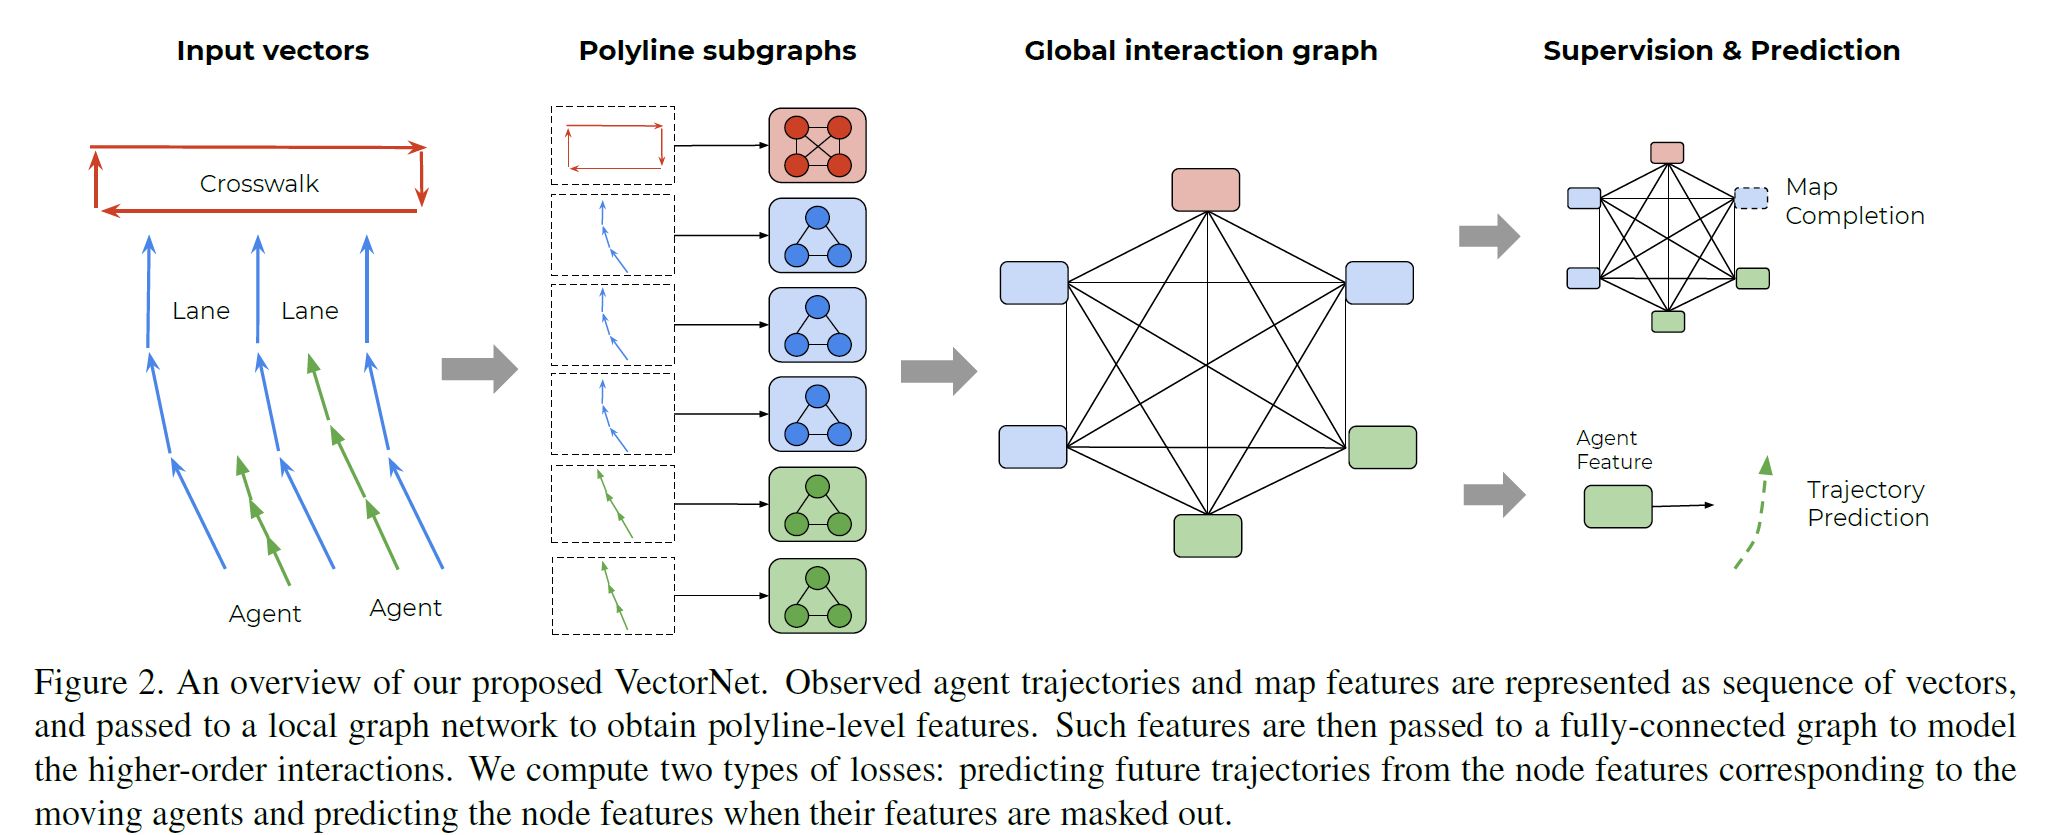 Input vectors
Polyline subgraphs
Global interaction graph
Supervision & Prediction
Crosswalk
Lane
Lane
Agent
Agent
Map
Completion
Agent
Feature
Trajectory
Prediction
Figure 2. An overview of our proposed VectorNet. Observed agent trajectories and map features are represented as sequence of vectors,
and passed to a local graph network to obtain polyline-level features. Such features are then passed to a fully-connected graph to model
the higher-order interactions. We compute two types of losses: predicting future trajectories from the node features corresponding to the
moving agents and predicting the node features when their features are masked out.